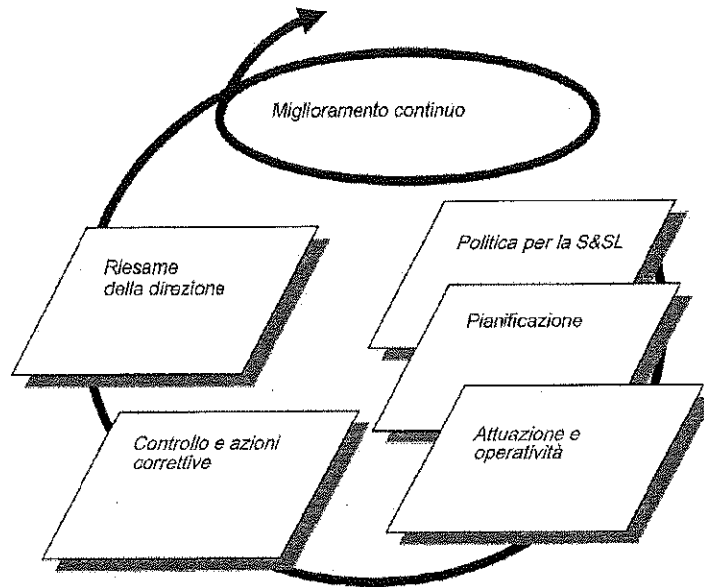 Miglioramento continuo
Politica per la S&SL
Pianificazione
Attuazione e
operatività
Controllo e azioni
correttive
Riesame
della direzione